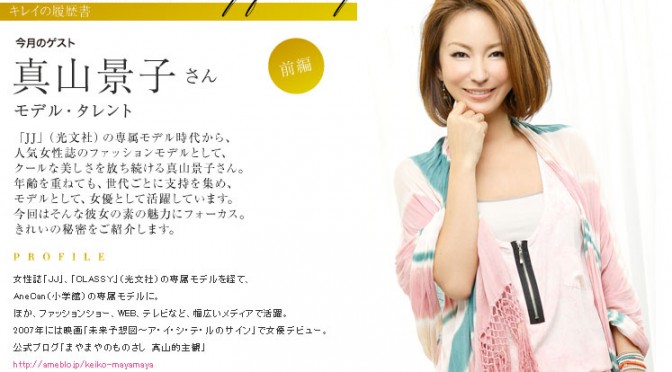 キレイの履歴書
今月のゲスト
真山景子さん
前編
モデル・タレント
「JJ」（光文社）の専属モデル時代から、
人気女性誌のファッションモデルとして、
クールな美しさを放ち続ける真山景子さん。
年齢を重ねても、世代ごとに支持を集め、
モデルとして、女優として活躍しています。
今回はそんな彼女の素の魅力にフォーカス。
きれいの秘密をご紹介します。
PROFILE
女性誌「JJ」、「CLASSY」（光文社）の専属モデルを経て、
AneCan（小学館）の専属モデルに。
ほか、ファッションショー、WEB、テレビなど、幅広いメディアで活躍。
2007年には映画「未来予想図〜ア・イ・シ・テ・ルのサイン」で女優デビュー。
公式ブログ「まやまやのものさし 真山的主観」
http://ameblo.jp/keiko-mayamaya